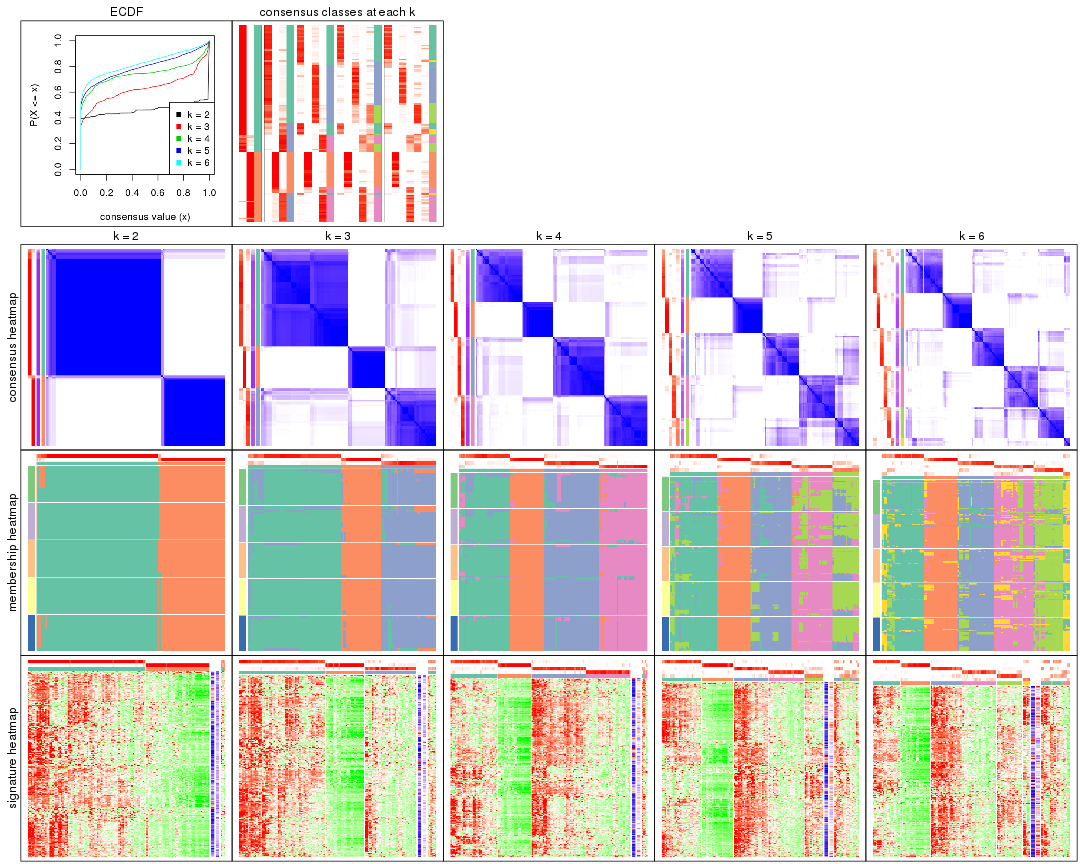 ECDF
consensus classes at each k
P(X <= x)
0.0 0.2 0.4 0.6 0.8 1.0
k = 2
k = 3
k = 4
k = 5
k = 6
0.0 0.2 0.4 0.6 0.8 1.0
consensus value (x)
k = 2 k = 3 k = 4 k = 5 k = 6
consensus heatmap
membership heatmap
signature heatmap